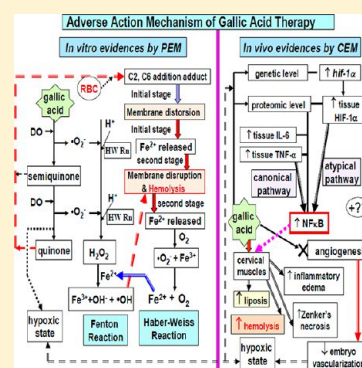 Adverse Action Mechanism of Gallic Acid Therapy
In vitro evidences by PEM
RBC
C2, C6 addition adduct
gallic
acid
Initial stage
Membrane distorsion
DO
•O₂⁻
H⁺
HW Rn
Initial stage
Fe²⁺ released
second stage
semiquinone
Membrane disruption
& Hemolysis
DO
•O₂⁻
H⁺
HW Rn
second stage
Fe²⁺ released
quinone
H₂O₂
O₂
•O₂⁻ + Fe³⁺
Fe²⁺
Fe³⁺+OH⁻ + •OH
Fe²⁺ + O₂
hypoxic
state
Fenton
Reaction
Haber-Weiss
Reaction
In vivo evidences by CEM
genetic level
↑ hif-1α
proteomic level
↑ tissue
HIF-1α
↑tissue IL-6
↑tissue TNF-α
canonical
pathway
atypical
pathway
+?
gallic
acid
↑ NFκB
cervical
muscles
angiogenesi
↑ liposis
↑ inflammatory
edema
↑ hemolysis
↑Zenker's
necrosis
hypoxic
state
↓ embryo
vascularization